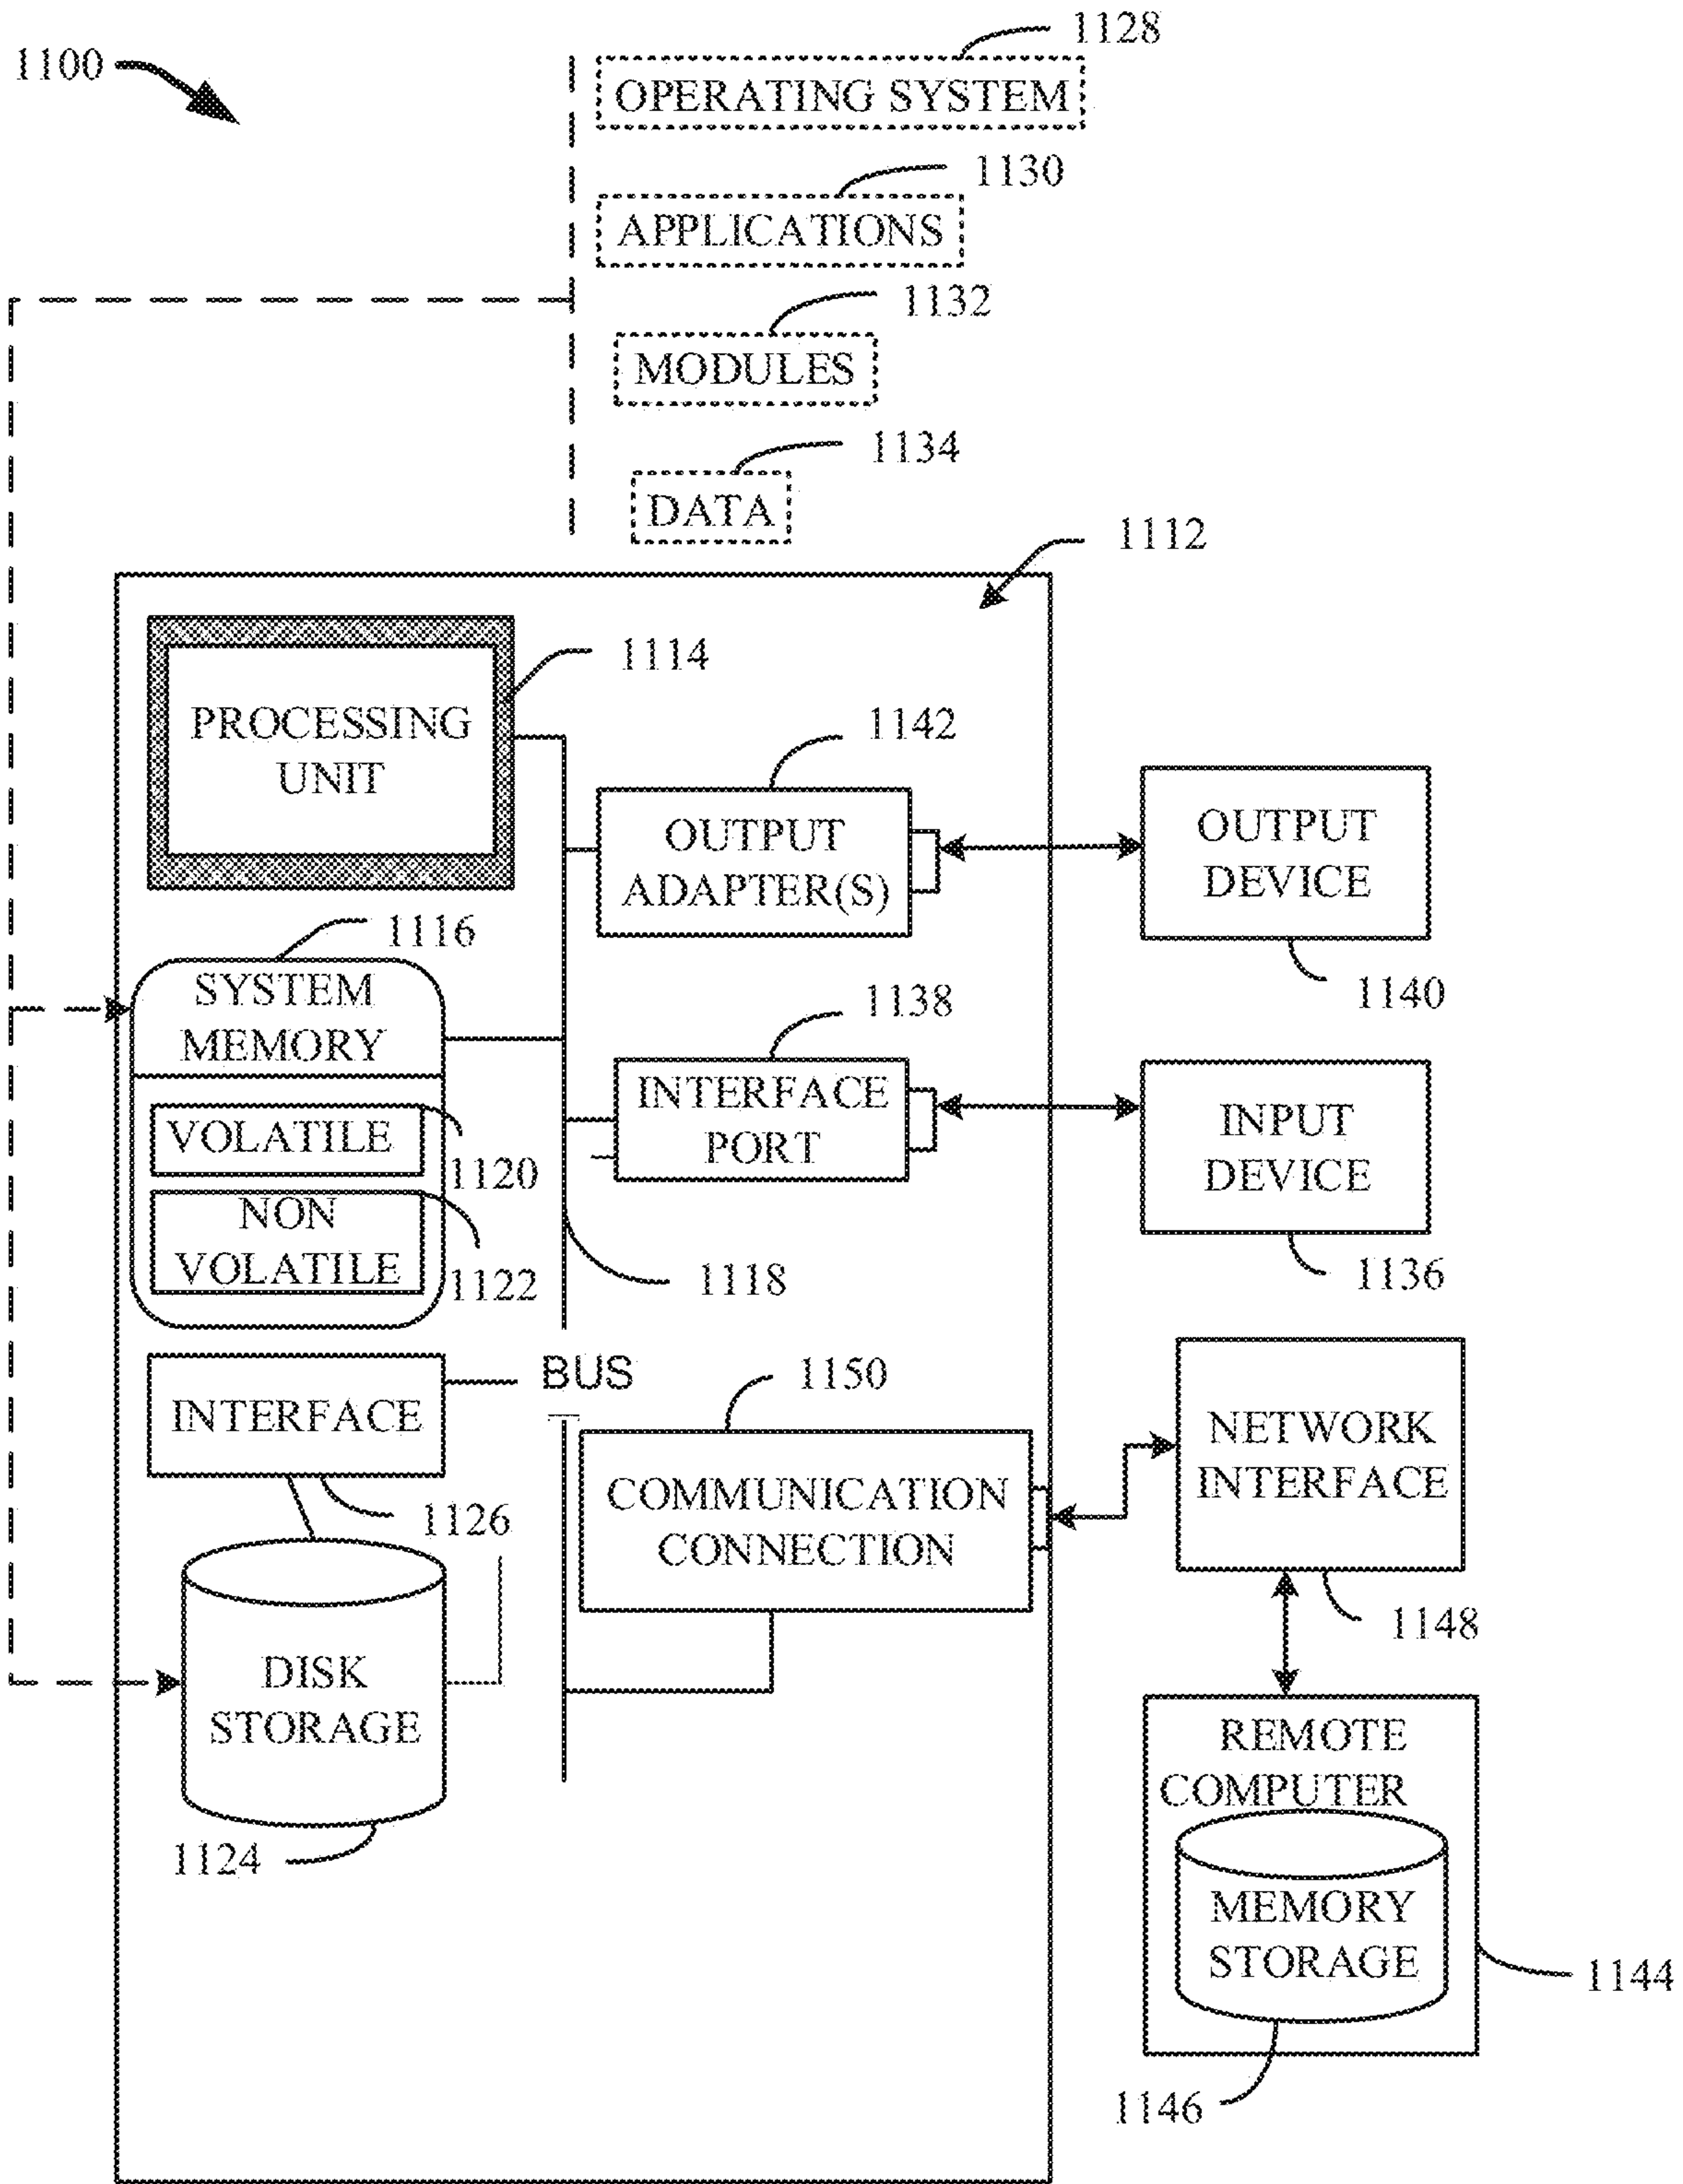 1100
1128
OPERATING SYSTEM
1130
APPLICATIONS
1132
MODULES
1134
DATA
1112
PROCESSING
UNIT
1114
1142
OUTPUT
ADAPTER(S)
OUTPUT
DEVICE
1140
1116
SYSTEM
MEMORY
VOLATILE
1120
NON
VOLATILE
1122
1138
INTERFACE
PORT
INPUT
DEVICE
1136
1118
BUS
INTERFACE
1126
1150
COMMUNICATION
CONNECTION
NETWORK
INTERFACE
1148
DISK
STORAGE
1124
REMOTE
COMPUTER
MEMORY
STORAGE
1144
1146